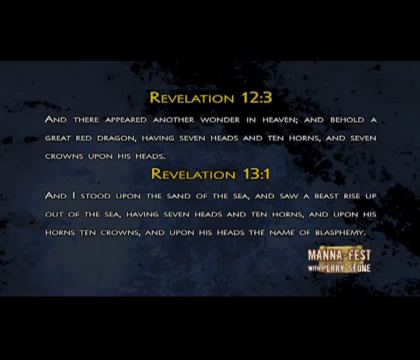 Revelation 12:3
And there appeared another wonder in heaven; and behold a
great red dragon, having seven heads and ten horns, and seven
crowns upon his heads.
Revelation 13:1
And I stood upon the sand of the sea, and saw a beast rise up
out of the sea, having seven heads and ten horns, and upon his
horns ten crowns, and upon his heads the name of blasphemy.
MANNA-FEST
WITH PERRY STONE